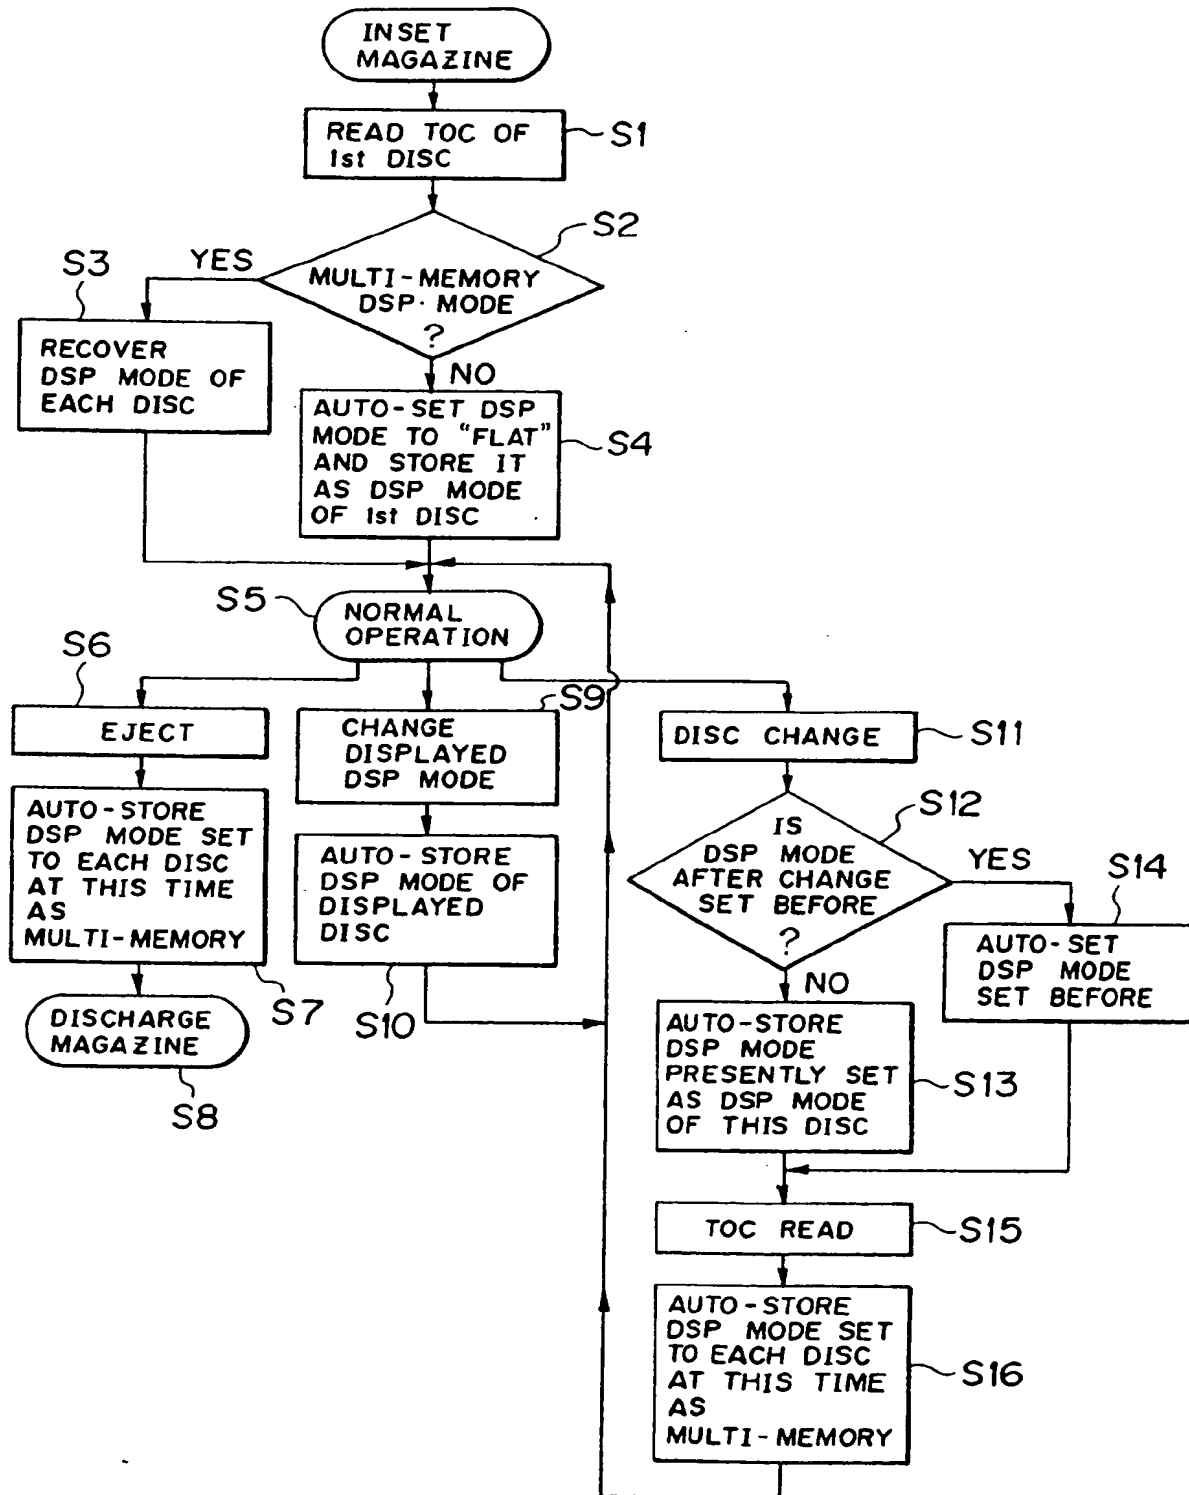 INSET
MAGAZINE
READ TOC OF
1st DISC
S1
S2
MULTI-MEMORY
DSP· MODE
?
YES
S3
RECOVER
DSP MODE OF
EACH DISC
NO
AUTO-SET DSP
MODE TO "FLAT"
AND STORE IT
AS DSP MODE
OF 1st DISC
S4
S5
NORMAL
OPERATION
S6
EJECT
AUTO-STORE
DSP MODE SET
TO EACH DISC
AT THIS TIME
AS
MULTI-MEMORY
S7
DISCHARGE
MAGAZINE
S8
S9
CHANGE
DISPLAYED
DSP MODE
AUTO-STORE
DSP MODE OF
DISPLAYED
DISC
S10
DISC CHANGE
S11
S12
IS
DSP MODE
AFTER CHANGE
SET BEFORE
?
YES
S14
AUTO-SET
DSP MODE
SET BEFORE
NO
AUTO-STORE
DSP MODE
PRESENTLY SET
AS DSP MODE
OF THIS DISC
S13
TOC READ
S15
AUTO-STORE
DSP MODE SET
TO EACH DISC
AT THIS TIME
AS
MULTI-MEMORY
S16